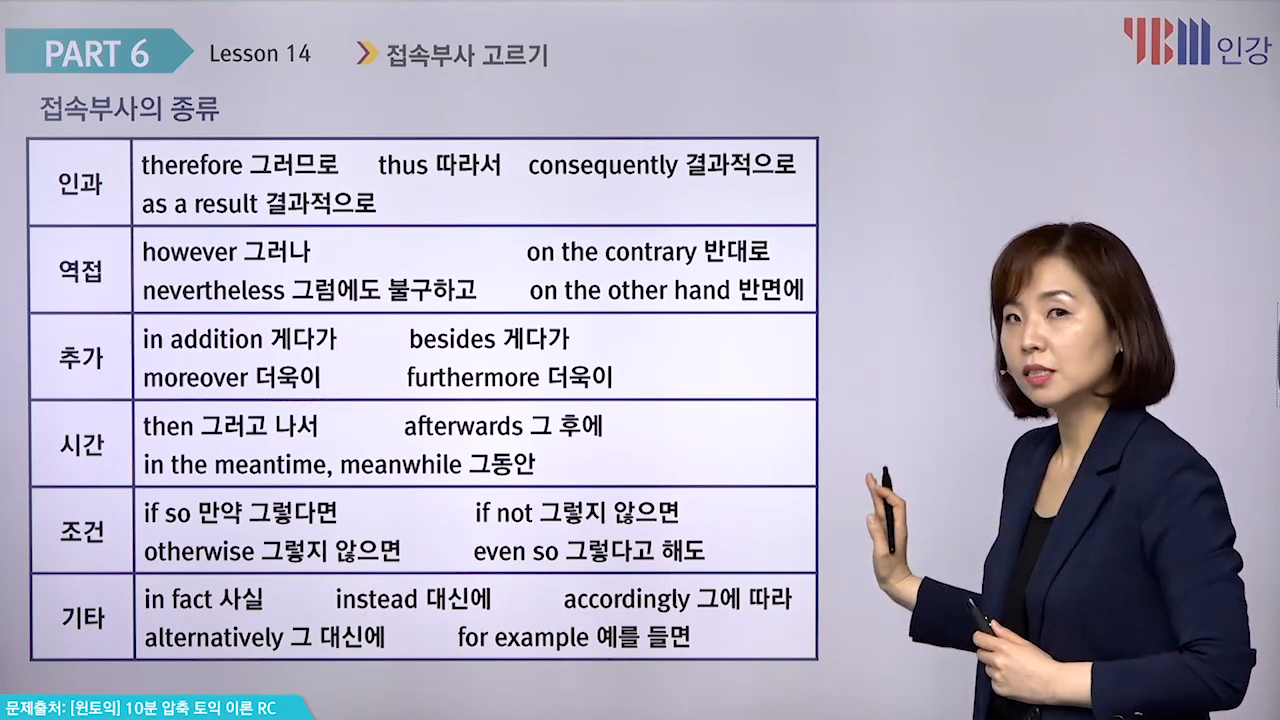 PART 6
Lesson 14
접속부사 고르기
YBM 인강
접속부사의 종류
인과
therefore 그러므로 thus 따라서 consequently 결과적으로
as a result 결과적으로
역접
however 그러나 on the contrary 반대로
nevertheless 그럼에도 불구하고 on the other hand 반면에
추가
in addition 게다가 besides 게다가
moreover 더욱이 furthermore 더욱이
시간
then 그러고 나서 afterwards 그 후에
in the meantime, meanwhile 그동안
조건
if so 만약 그렇다면 if not 그렇지 않으면
otherwise 그렇지 않으면 even so 그렇다고 해도
기타
in fact 사실 instead 대신에 accordingly 그에 따라
alternatively 그 대신에 for example 예를 들면
문제출처: [윈토익] 10분 압축 토익 이론 RC